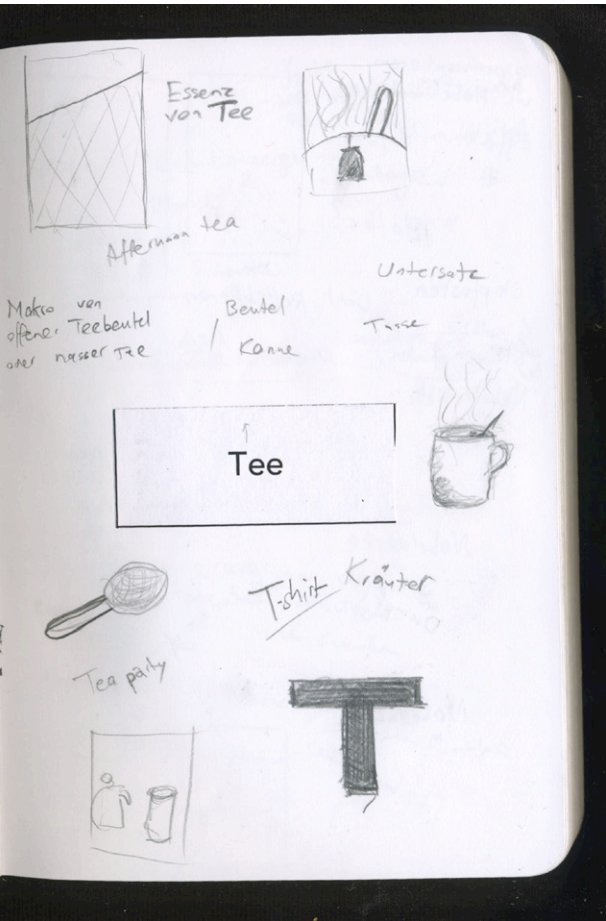 Essenz
von Tee
Afternoon tea
Untersatz
Makro von
offener Teebeutel
oder nasser Tee
Beutel
Kanne
Tasse
Tee
T-shirt
Kräuter
Tea party
T